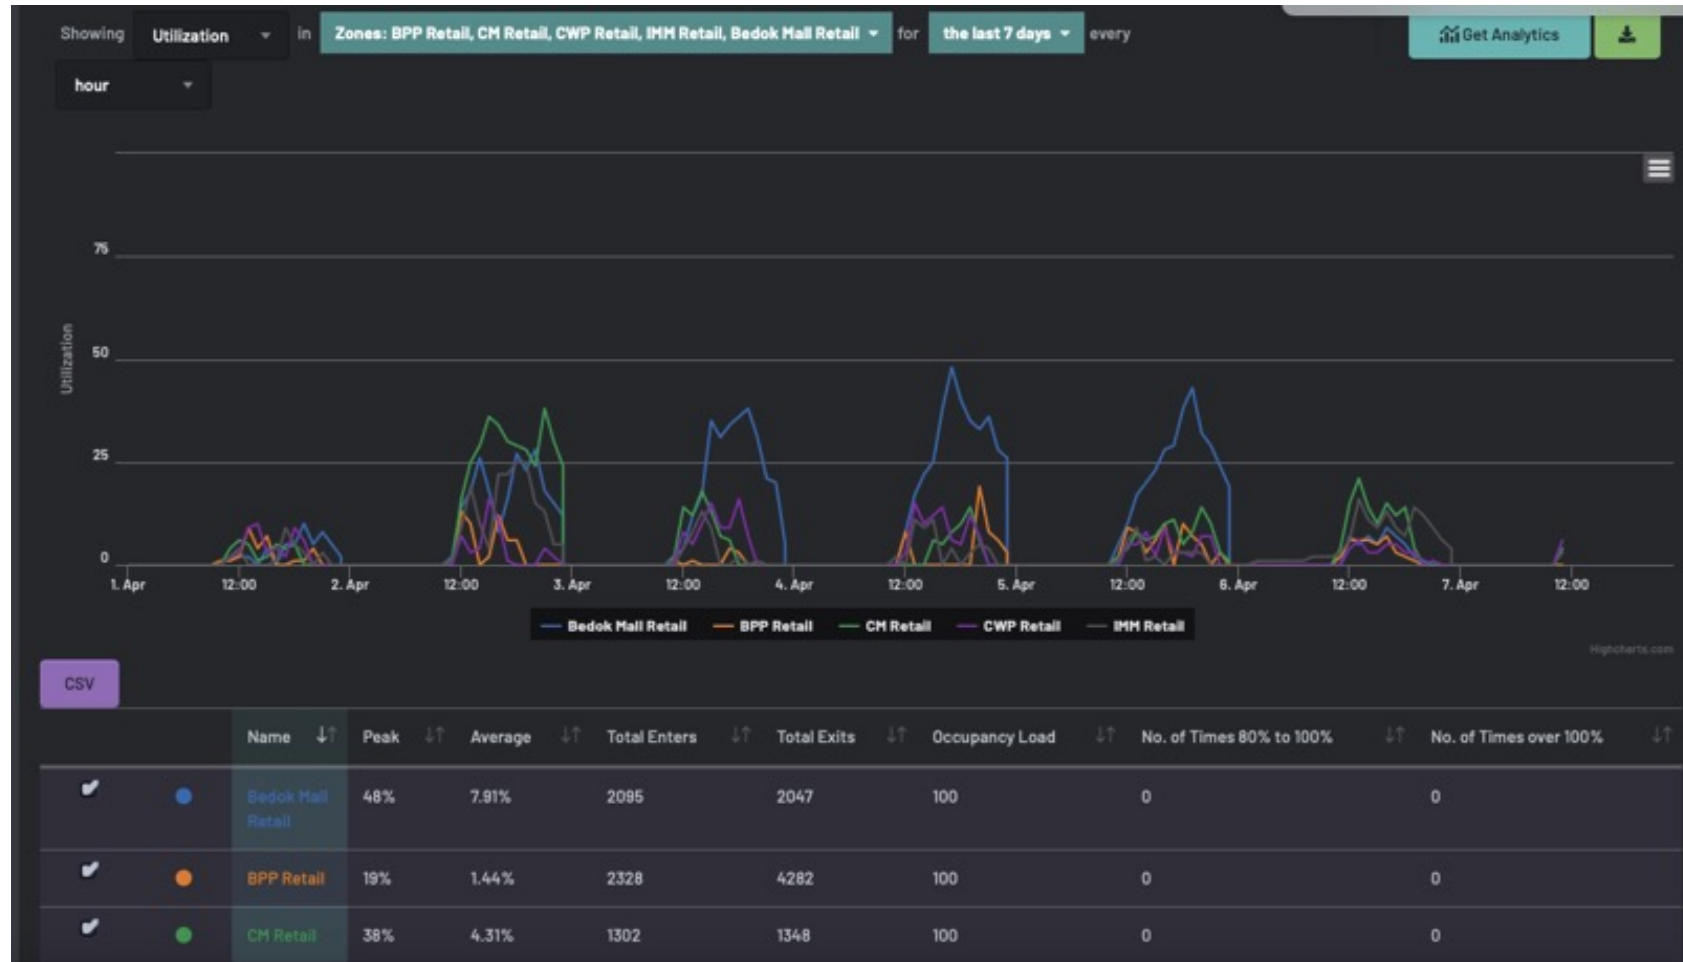 Showing Utilization in Zones: BPP Retail, CM Retail, CWP Retail, IMM Retail, Bedok Mall Retail for the last 7 days every
Get Analytics
hour
75
50
25
0
Utilization
1. Apr 12:00 2. Apr 12:00 3. Apr 12:00 4. Apr 12:00 5. Apr 12:00 6. Apr 12:00 7. Apr 12:00
Bedok Mall Retail BPP Retail CM Retail CWP Retail IMM Retail
Highcharts.com
CSV
Name Peak Average Total Enters Total Exits Occupancy Load No. of Times 80% to 100% No. of Times over 100%
Bedok Mall Retail 48% 7.91% 2095 2047 100 0 0
BPP Retail 19% 1.44% 2328 4282 100 0 0
CM Retail 38% 4.31% 1302 1348 100 0 0